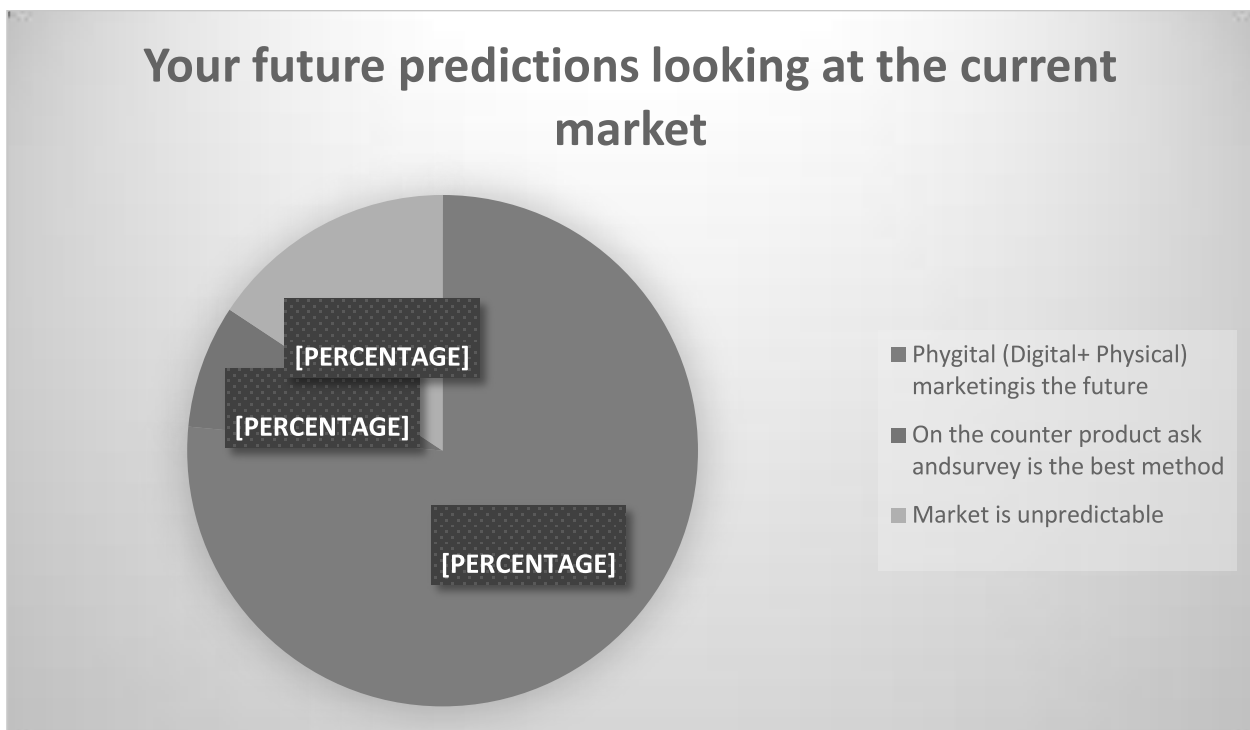 Your future predictions looking at the current
market
[PERCENTAGE]
[PERCENTAGE]
[PERCENTAGE]
Phygital (Digital+ Physical)
marketingis the future
On the counter product ask
andsurvey is the best method
Market is unpredictable